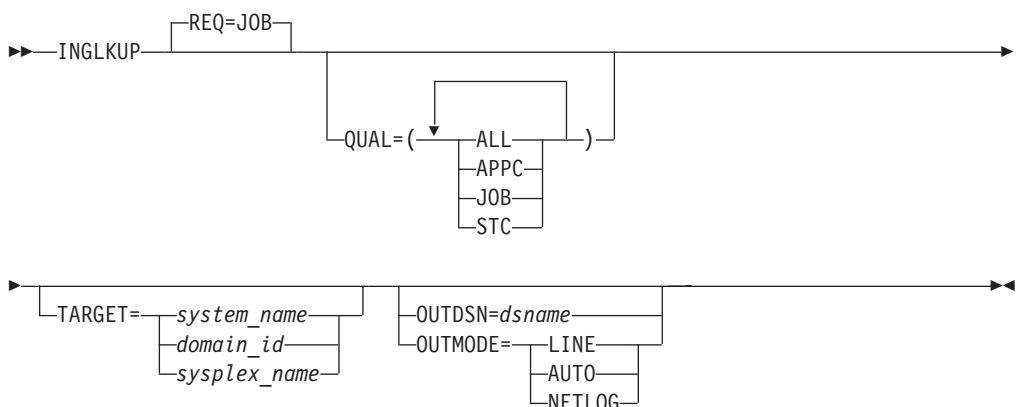 REQ=JOB
INGLKUP
QUAL=( ALL )
APPC
JOB
STC
TARGET= system_name
domain_id
sysplex_name
OUTDSN=dsname
OUTMODE= LINE
AUTO
NETLOG